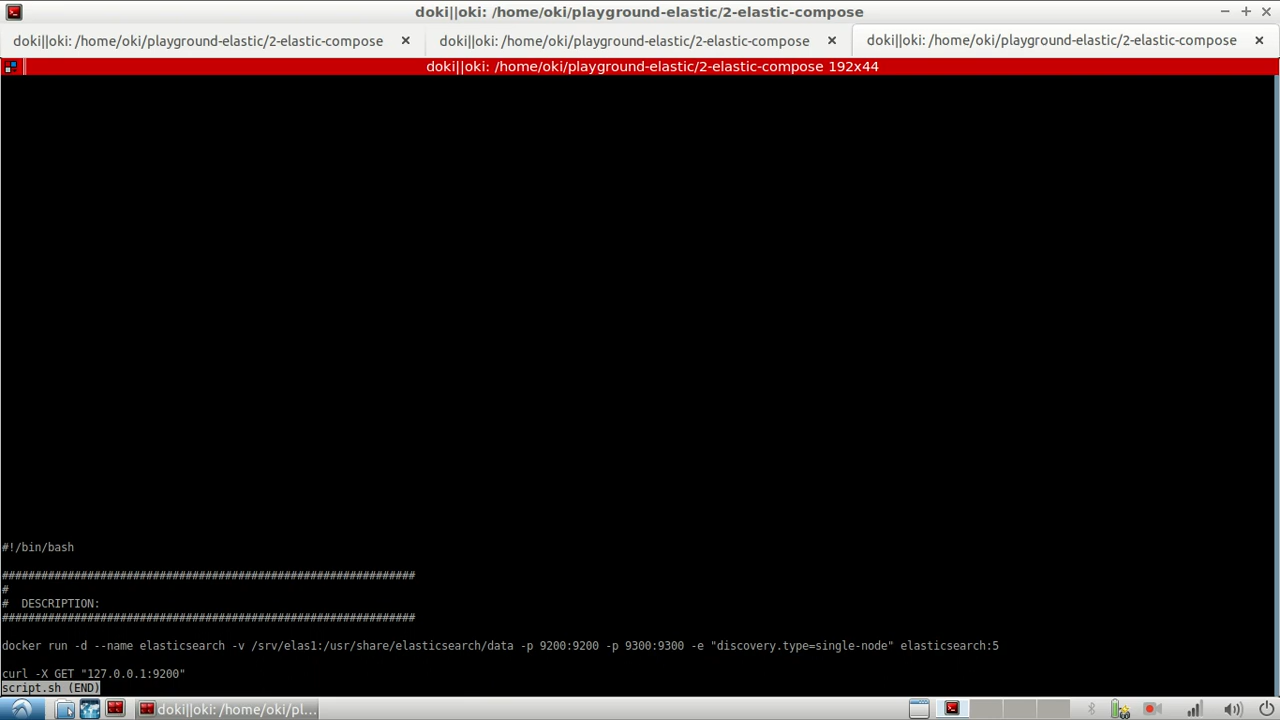 doki||oki: /home/oki/playground-elastic/2-elastic-compose
doki||oki: /home/oki/playground-elastic/2-elastic-compose
doki||oki: /home/oki/playground-elastic/2-elastic-compose
doki||oki: /home/oki/playground-elastic/2-elastic-compose
doki||oki: /home/oki/playground-elastic/2-elastic-compose 192x44
#!/bin/bash
###############################################################
#
#  DESCRIPTION:
###############################################################
docker run -d --name elasticsearch -v /srv/elas1:/usr/share/elasticsearch/data -p 9200:9200 -p 9300:9300 -e "discovery.type=single-node" elasticsearch:5
curl -X GET "127.0.0.1:9200"
script.sh (END)
doki||oki: /home/oki/pl...